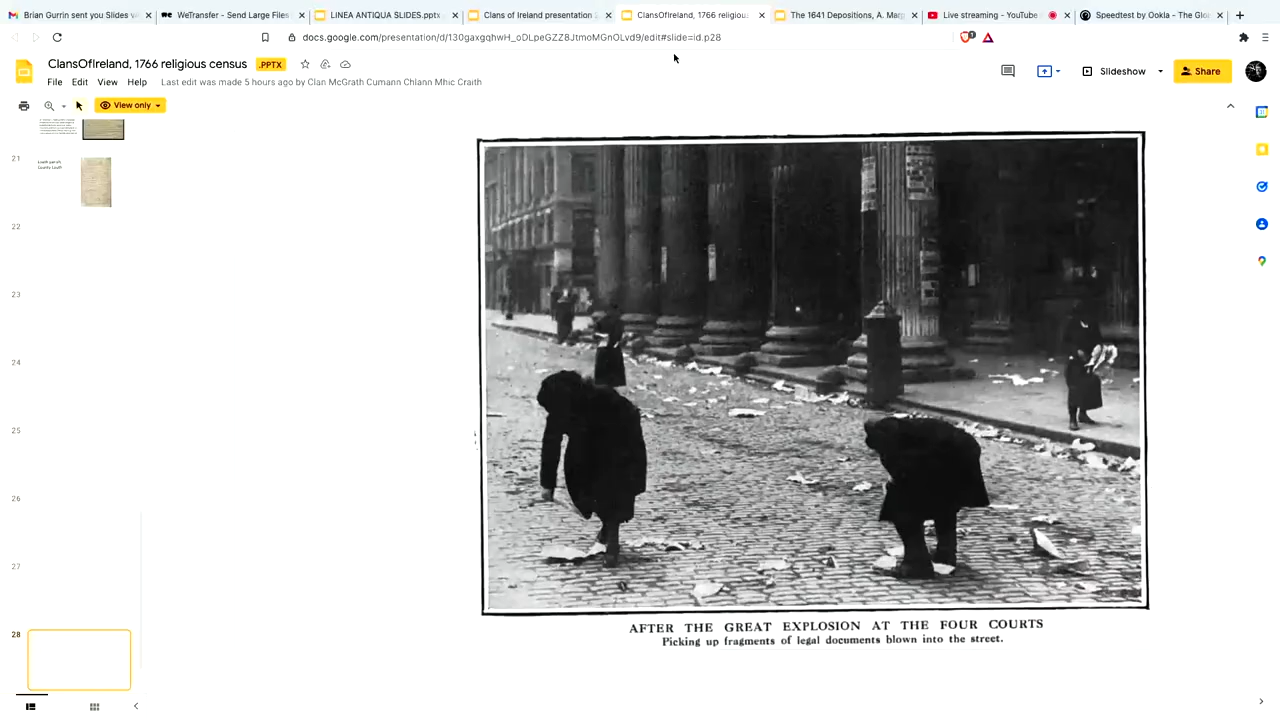 Brian Gurrin sent you Slides v
WeTransfer - Send Large Files
LINEA ANTIQUA SLIDES.pptx
Clans of Ireland presentation
ClansOfIreland, 1766 religious
The 1641 Depositions, A. Marg
Live streaming - YouTube
Speedtest by Ookla - The Glo
docs.google.com/presentation/d/130gaxgqhwH_oDLpeGZZ8JtmoMGnOLvd9/edit#slide=id.p28
ClansOfIreland, 1766 religious census .PPTX
File Edit View Help Last edit was made 5 hours ago by Clan McGrath Cumann Chlann Mhic Craith
Slideshow
Share
View only
21
Louth parish,
County Louth
22
23
24
25
26
27
28
AFTER THE GREAT EXPLOSION AT THE FOUR COURTS
Picking up fragments of legal documents blown into the street.